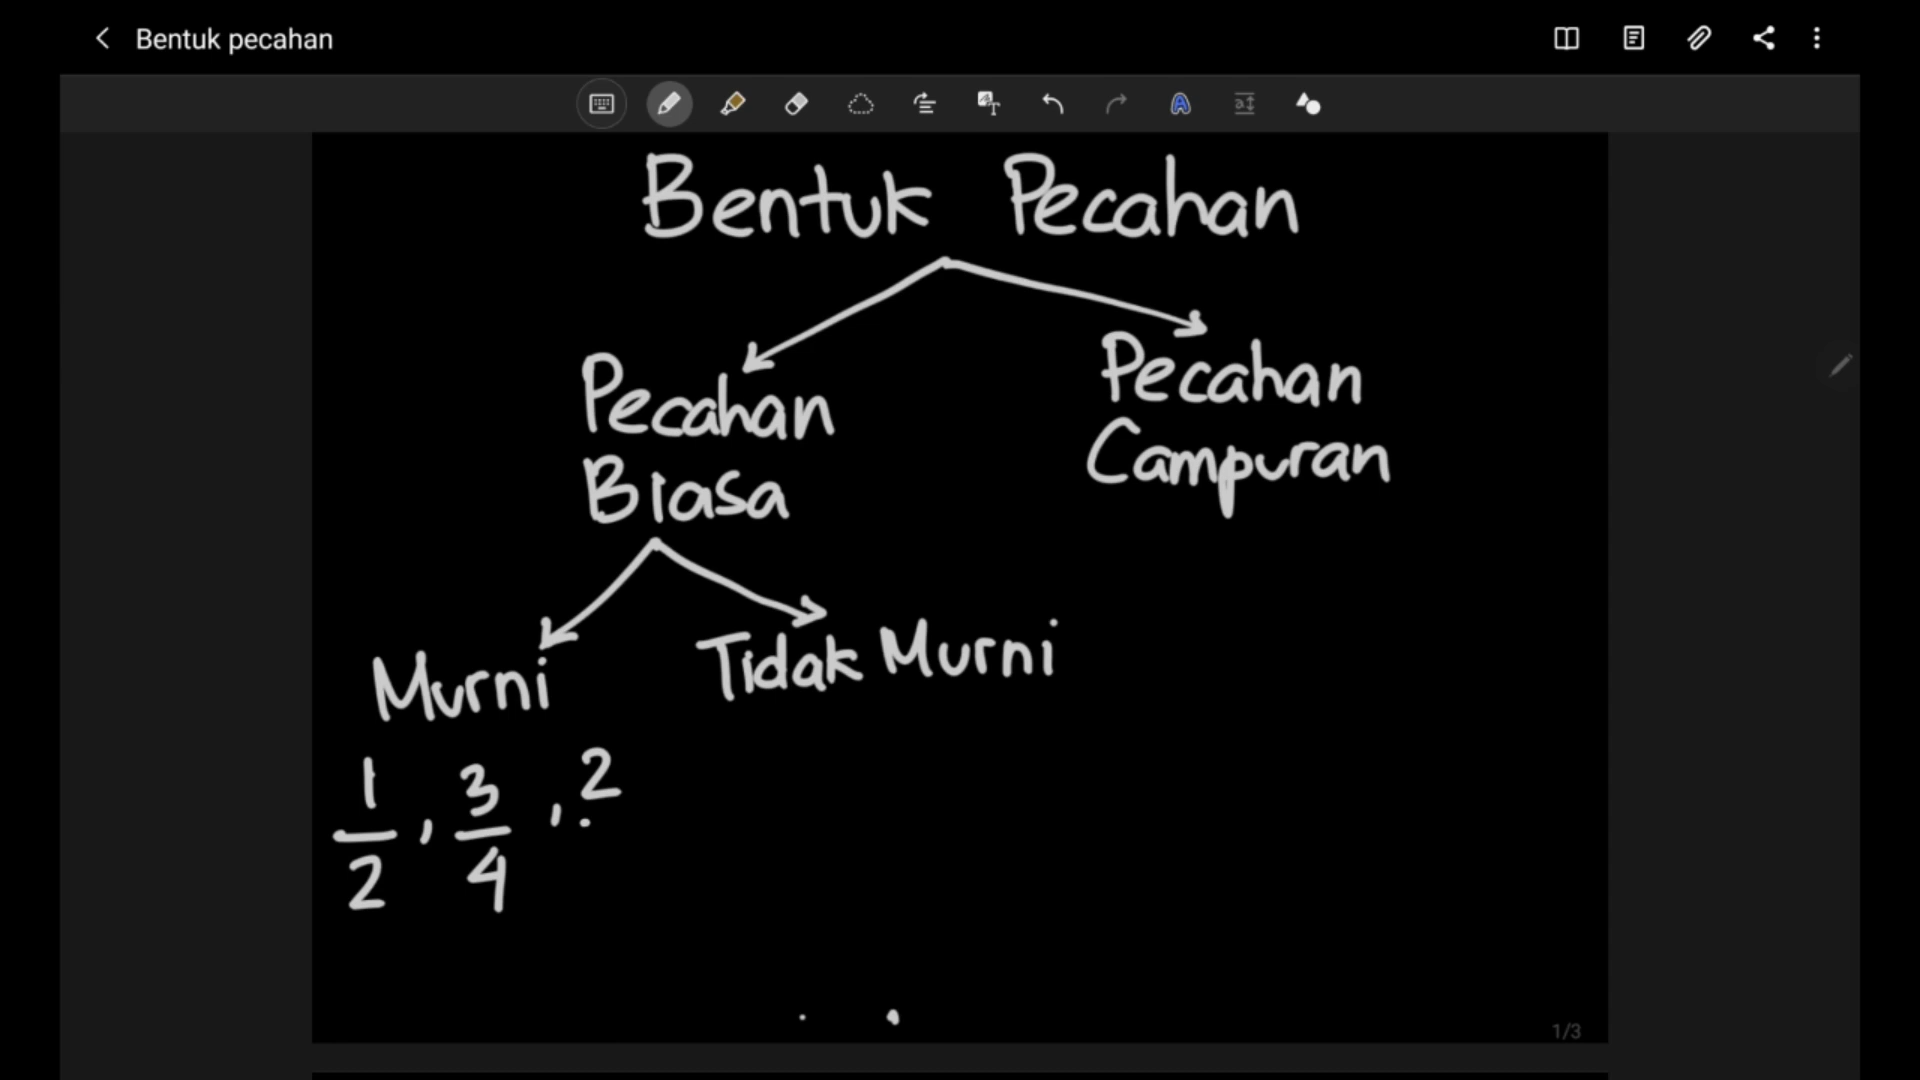 Bentuk pecahan
Bentuk Pecahan
Pecahan
Biasa
Pecahan
Campuran
Murni
Tidak Murni
1/2 , 3/4 , 2
1/3